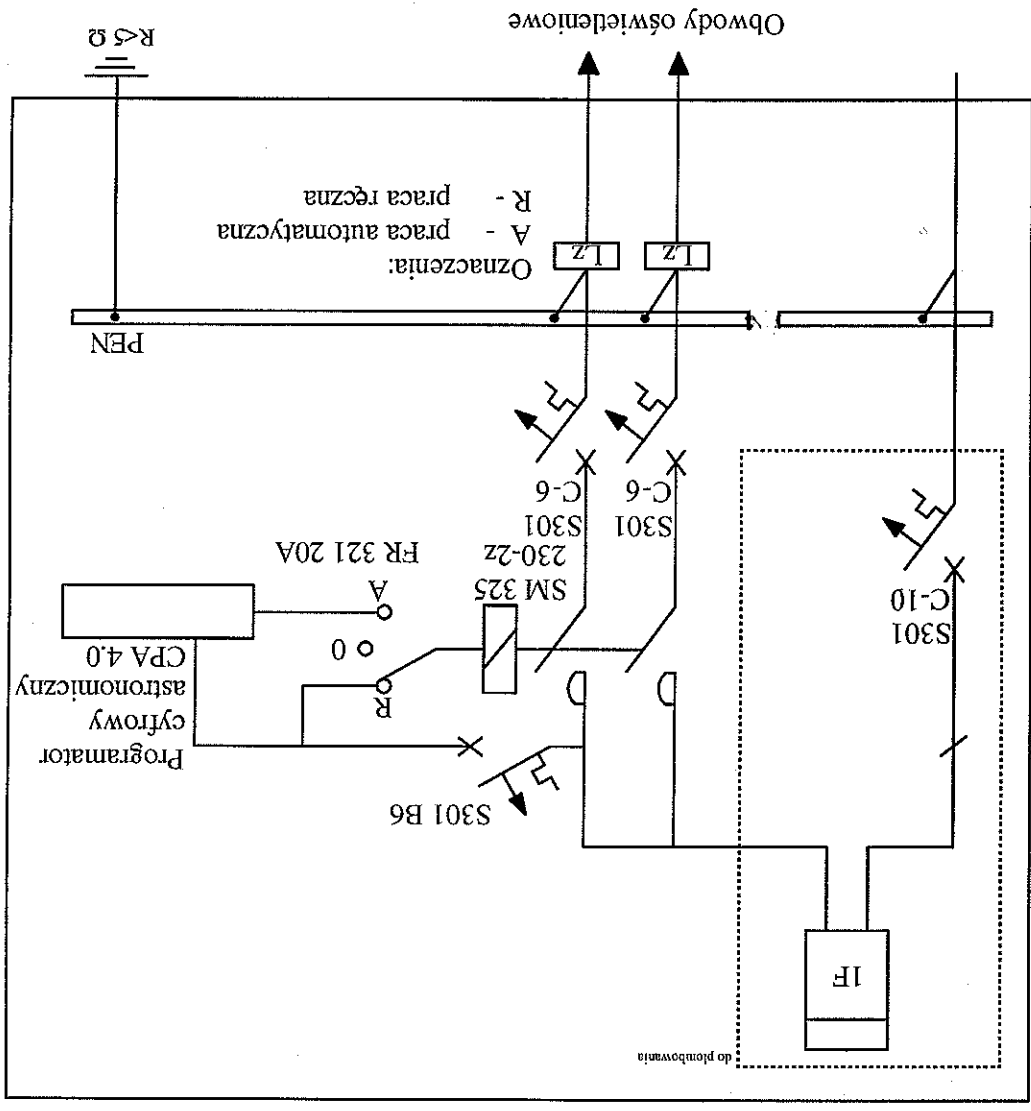 do plombowania
1F
S301
C-10
S301 B6
Programator
cyfrowy
astronomiczny
CPA 4.0
R
0
A
FR 321 20A
SM 325
230-2z
S301
C-6
S301
C-6
PEN
Oznaczenia:
A - praca automatyczna
R - praca ręczna
Lz
Lz
R<5 Ω
Obwody oświetleniowe